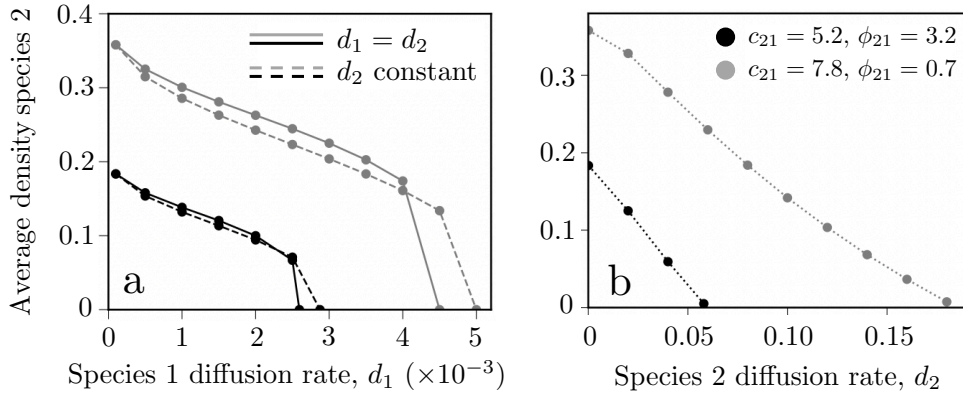 Average density species 2
0.4
0.3
0.2
0.1
0
d₁ = d₂
d₂ constant
a
0 1 2 3 4 5
Species 1 diffusion rate, d₁ (×10⁻³)
0.3
0.2
0.1
0
c₂₁ = 5.2, ϕ₂₁ = 3.2
c₂₁ = 7.8, ϕ₂₁ = 0.7
b
0 0.05 0.10 0.15
Species 2 diffusion rate, d₂